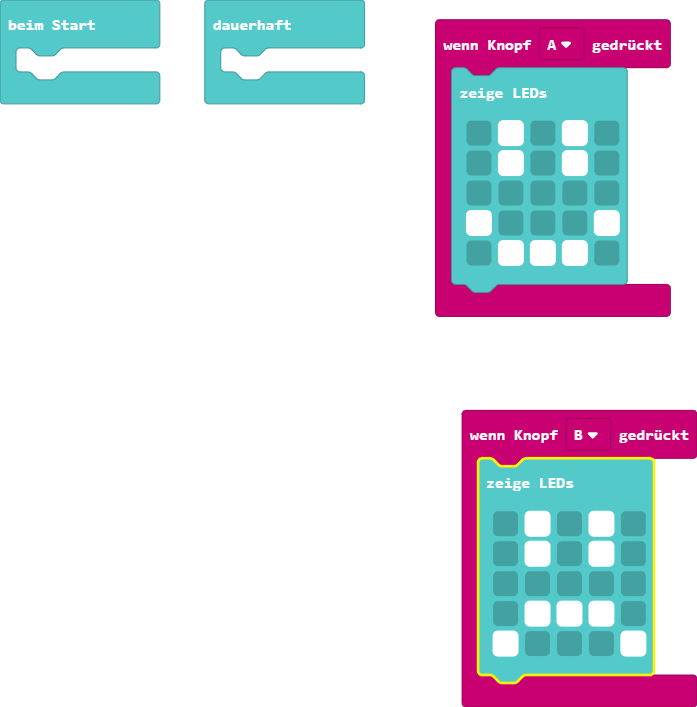 beim Start
dauerhaft
wenn Knopf A gedrückt
zeige LEDs
wenn Knopf B gedrückt
zeige LEDs